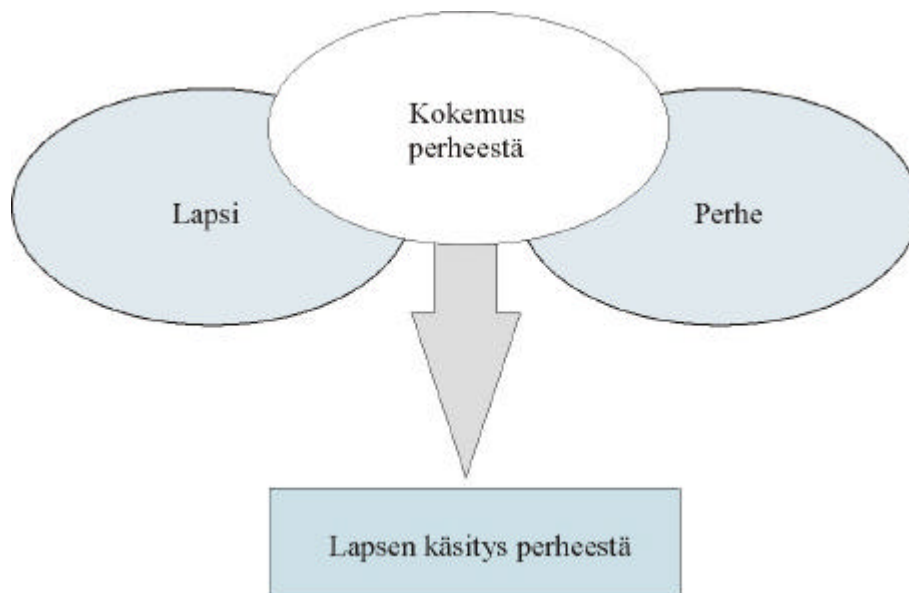 Kokemus
perheestä
Lapsi
Perhe
Lapsen käsitys perheestä